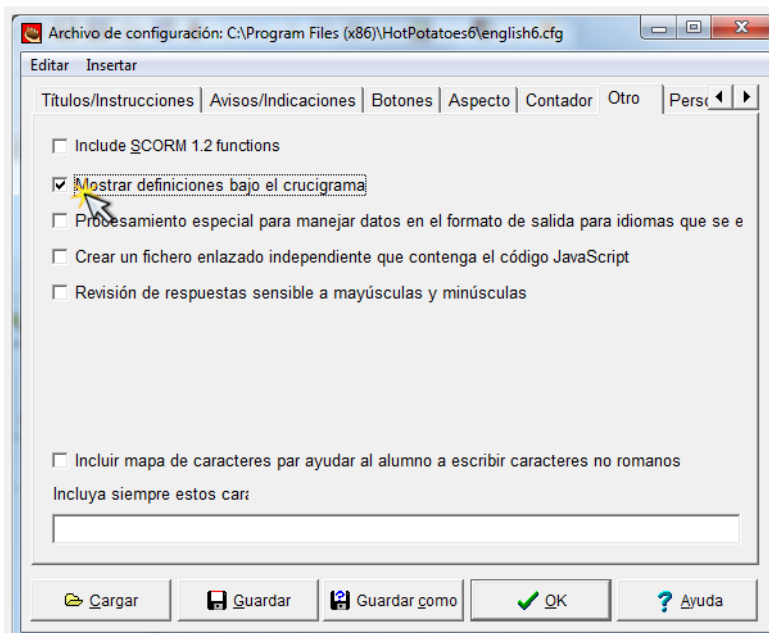 Archivo de configuración: C:\Program Files (x86)\HotPotatoes6\english6.cfg
Editar Insertar
Títulos/Instrucciones Avisos/Indicaciones Botones Aspecto Contador Otro Perso
Include SCORM 1.2 functions
Mostrar definiciones bajo el crucigrama
Procesamiento especial para manejar datos en el formato de salida para idiomas que se e
Crear un fichero enlazado independiente que contenga el código JavaScript
Revisión de respuestas sensible a mayúsculas y minúsculas
Incluir mapa de caracteres par ayudar al alumno a escribir caracteres no romanos
Incluya siempre estos cara
Cargar Guardar Guardar como OK Ayuda